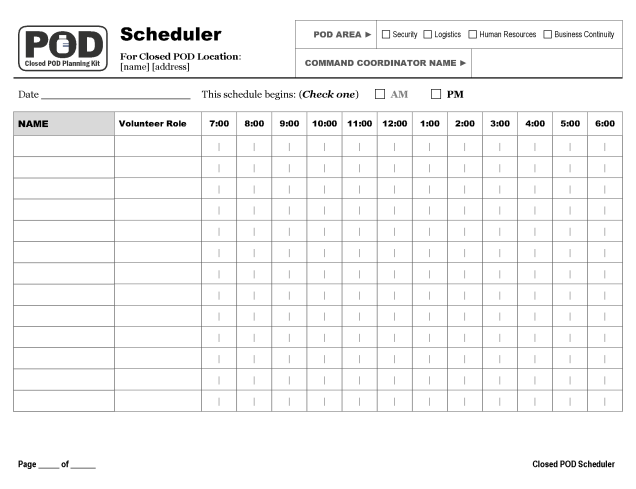 POD
Closed POD Planning Kit
Scheduler
For Closed POD Location:
[name] [address]
POD AREA ► Security Logistics Human Resources Business Continuity
COMMAND COORDINATOR NAME ►
Date ____ This schedule begins: (Check one) AM PM
NAME Volunteer Role 7:00 8:00 9:00 10:00 11:00 12:00 1:00 2:00 3:00 4:00 5:00 6:00
Page ____ of ____ Closed POD Scheduler